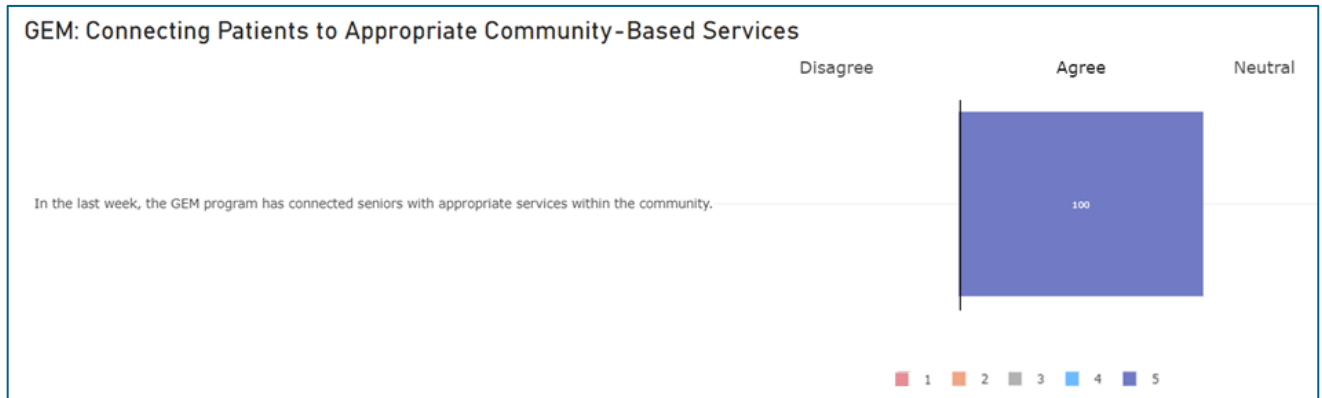 GEM: Connecting Patients to Appropriate Community-Based Services
Disagree Agree Neutral
In the last week, the GEM program has connected seniors with appropriate services within the community.
100
1 2 3 4 5